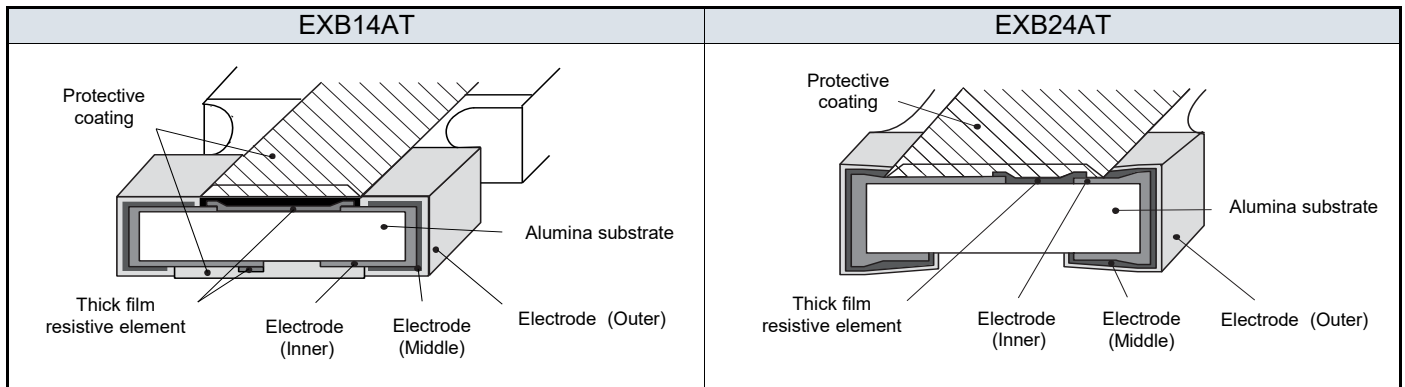 EXB14AT
Protective
coating
Alumina substrate
Thick film
resistive element
Electrode
(Inner)
Electrode
(Middle)
Electrode (Outer)
EXB24AT
Protective
coating
Alumina substrate
Thick film
resistive element
Electrode
(Inner)
Electrode
(Middle)
Electrode (Outer)